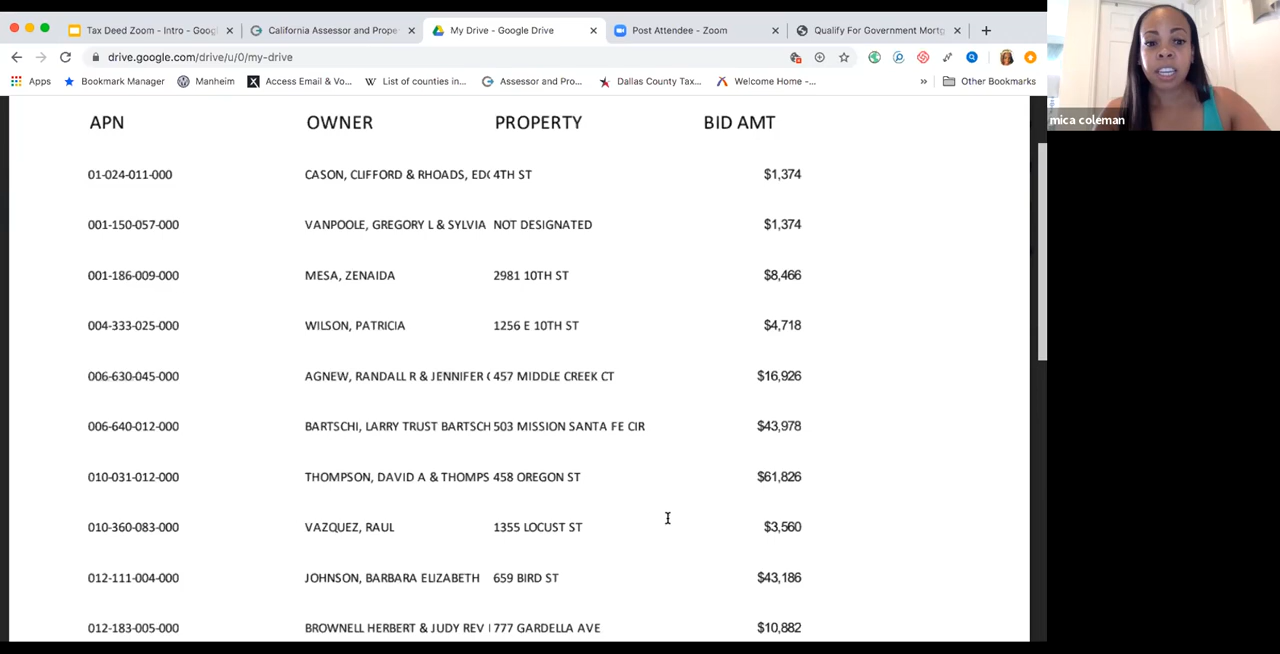 Tax Deed Zoom - Intro - Goog
California Assessor and Prope
My Drive - Google Drive
Post Attendee - Zoom
Qualify For Government Mortg
drive.google.com/drive/u/0/my-drive
Apps
Bookmark Manager
Manheim
Access Email & Vo...
List of counties in...
Assessor and Pro...
Dallas County Tax...
Welcome Home -...
» Other Bookmarks
mica coleman
APN OWNER PROPERTY BID AMT
01-024-011-000 CASON, CLIFFORD & RHOADS, EDG 4TH ST $1,374
001-150-057-000 VANPOOLE, GREGORY L & SYLVIA NOT DESIGNATED $1,374
001-186-009-000 MESA, ZENAIDA 2981 10TH ST $8,466
004-333-025-000 WILSON, PATRICIA 1256 E 10TH ST $4,718
006-630-045-000 AGNEW, RANDALL R & JENNIFER 457 MIDDLE CREEK CT $16,926
006-640-012-000 BARTSCHI, LARRY TRUST BARTSCH 503 MISSION SANTA FE CIR $43,978
010-031-012-000 THOMPSON, DAVID A & THOMPS 458 OREGON ST $61,826
010-360-083-000 VAZQUEZ, RAUL 1355 LOCUST ST $3,560
012-111-004-000 JOHNSON, BARBARA ELIZABETH 659 BIRD ST $43,186
012-183-005-000 BROWNELL HERBERT & JUDY REV 777 GARDELLA AVE $10,882